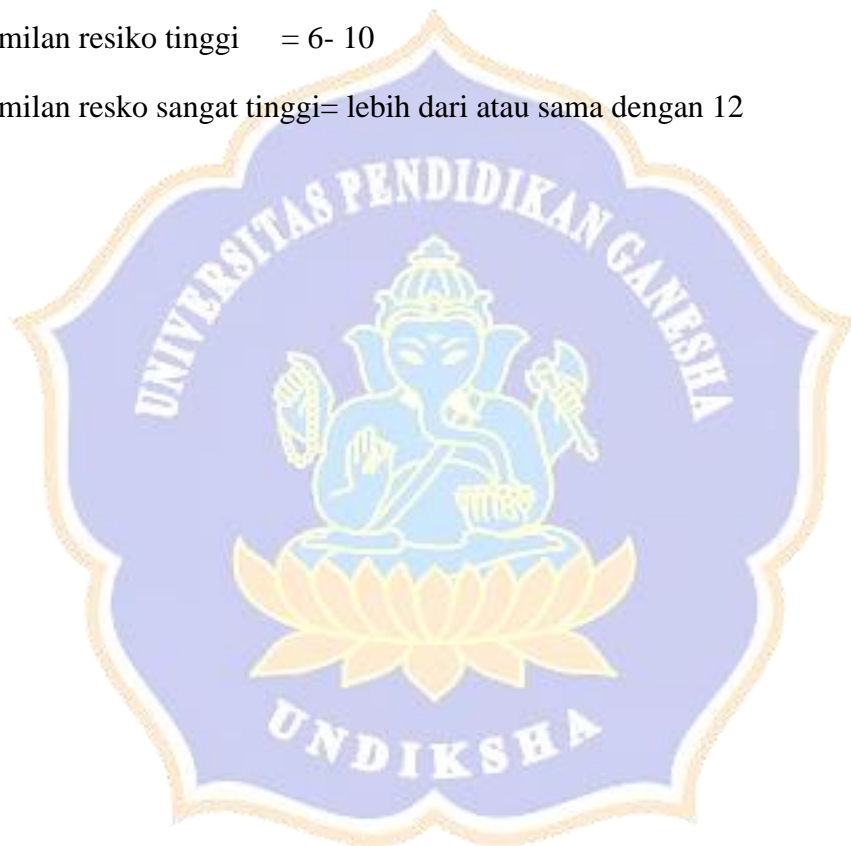 milan resiko tinggi = 6- 10
milan resko sangat tinggi= lebih dari atau sama dengan 12
UNIVERSITAS PENDIDIKAN GANESHA
UNDIKSHA